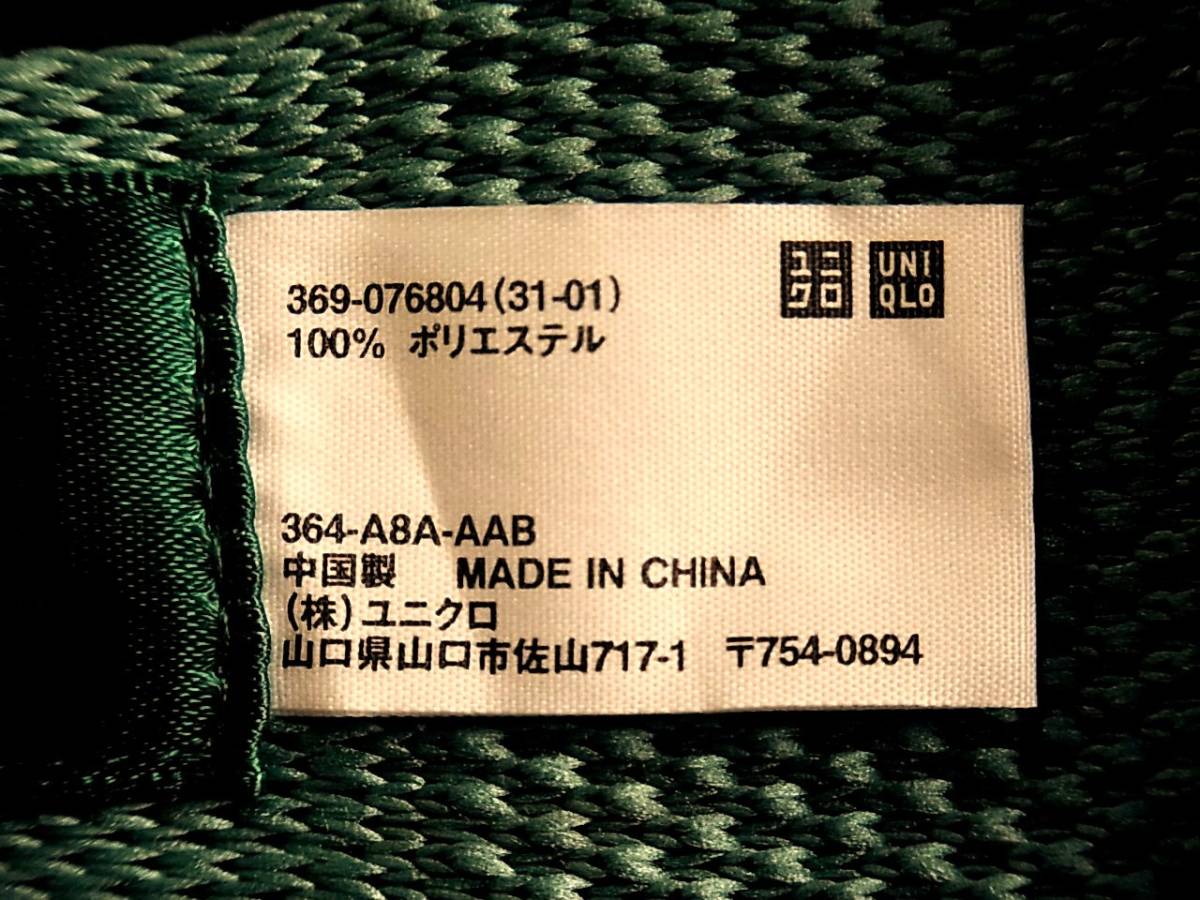 ユニクロ UNIQLO
369-076804(31-01)
100% ポリエステル
364-A8A-AAB
中国製 MADE IN CHINA
(株)ユニクロ
山口県山口市佐山717-1 〒754-0894